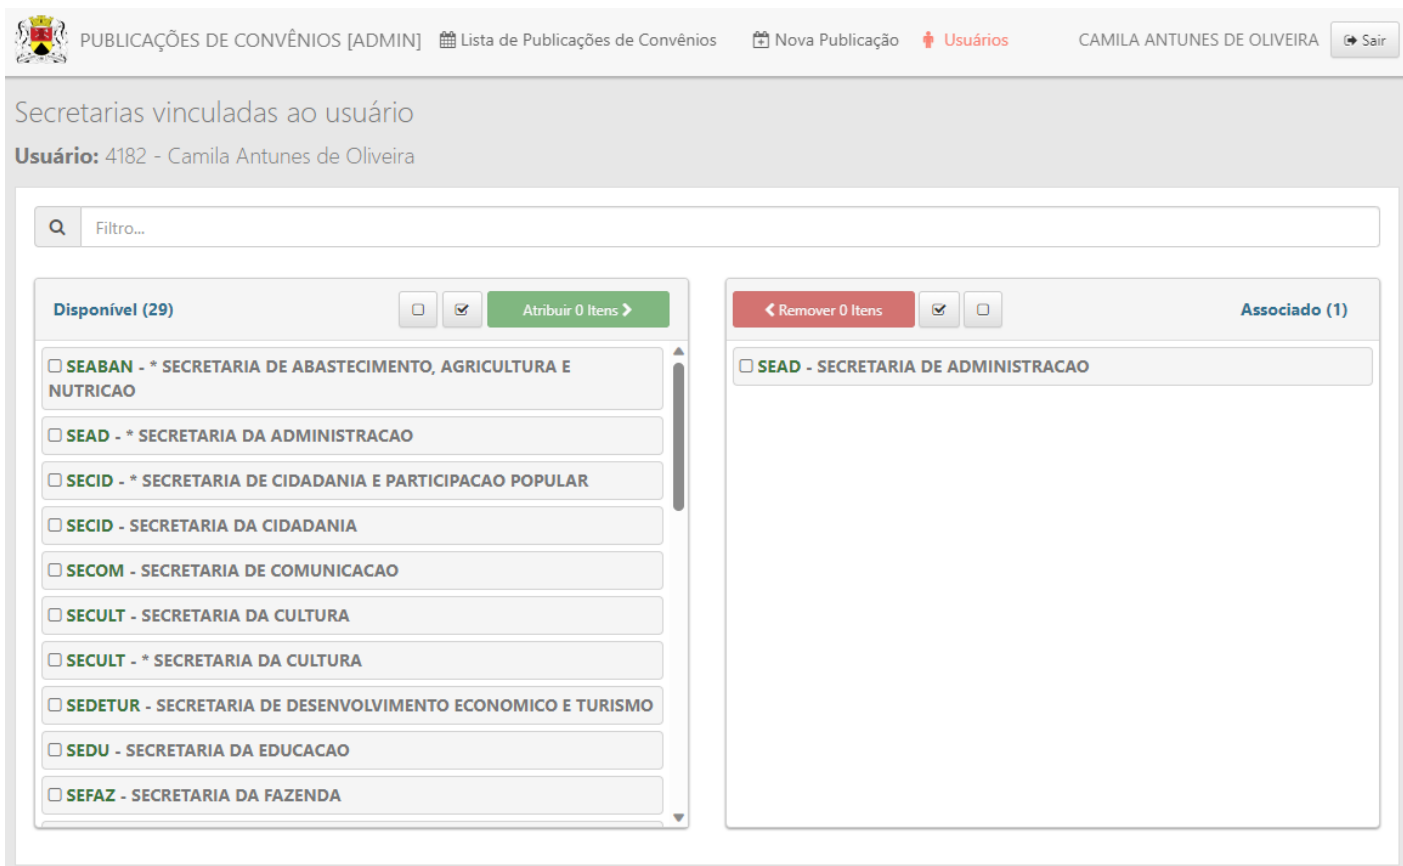 PUBLICAÇÕES DE CONVÊNIOS [ADMIN] Lista de Publicações de Convênios Nova Publicação Usuários CAMILA ANTUNES DE OLIVEIRA Sair
Secretarias vinculadas ao usuário
Usuário: 4182 - Camila Antunes de Oliveira
Filtro...
Disponível (29) Atribuir 0 Itens
SEABAN - * SECRETARIA DE ABASTECIMENTO, AGRICULTURA E
NUTRICAO
SEAD - * SECRETARIA DA ADMINISTRACAO
SECID - * SECRETARIA DE CIDADANIA E PARTICIPACAO POPULAR
SECID - SECRETARIA DA CIDADANIA
SECOM - SECRETARIA DE COMUNICACAO
SECULT - SECRETARIA DA CULTURA
SECULT - * SECRETARIA DA CULTURA
SEDETUR - SECRETARIA DE DESENVOLVIMENTO ECONOMICO E TURISMO
SEDU - SECRETARIA DA EDUCACAO
SEFAZ - SECRETARIA DA FAZENDA
Remover 0 Itens Associado (1)
SEAD - SECRETARIA DE ADMINISTRACAO